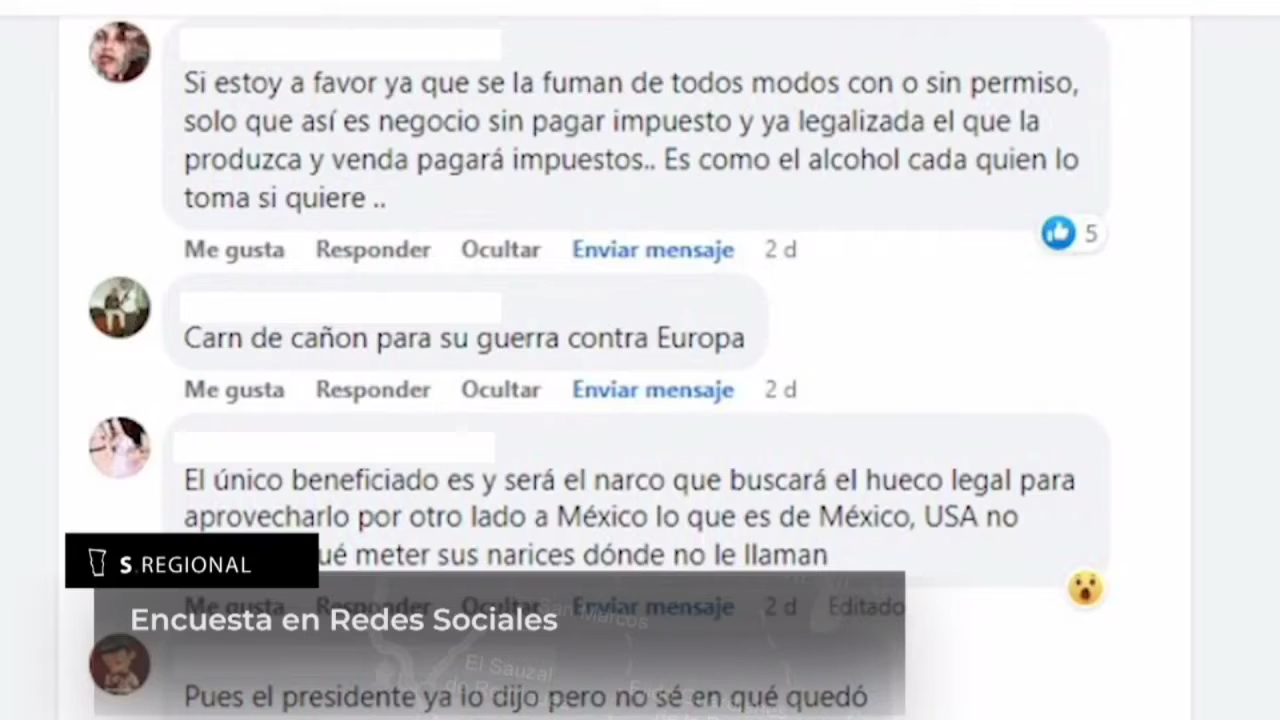 Si estoy a favor ya que se la fuman de todos modos con o sin permiso,
solo que así es negocio sin pagar impuesto y ya legalizada el que la
produzca y venda pagará impuestos.. Es como el alcohol cada quien lo
toma si quiere ..
5
Me gusta Responder Ocultar Enviar mensaje 2 d
Carn de cañon para su guerra contra Europa
Me gusta Responder Ocultar Enviar mensaje 2 d
El único beneficiado es y será el narco que buscará el hueco legal para
aprovecharlo por otro lado a México lo que es de México, USA no
ué meter sus narices dónde no le llaman
S.REGIONAL
Me gusta Responder Ocultar Enviar mensaje 2 d Editado
Encuesta en Redes Sociales
San Marcos
El Sauzal
Pues el presidente ya lo dijo pero no sé en qué quedó